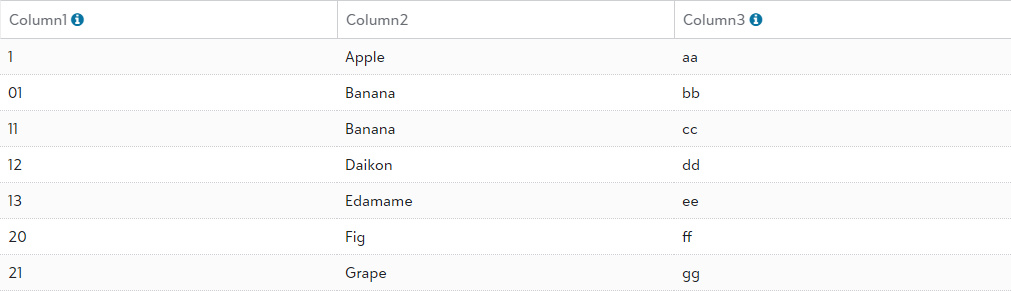 Column1 Column2 Column3
1 Apple aa
01 Banana bb
11 Banana cc
12 Daikon dd
13 Edamame ee
20 Fig ff
21 Grape gg